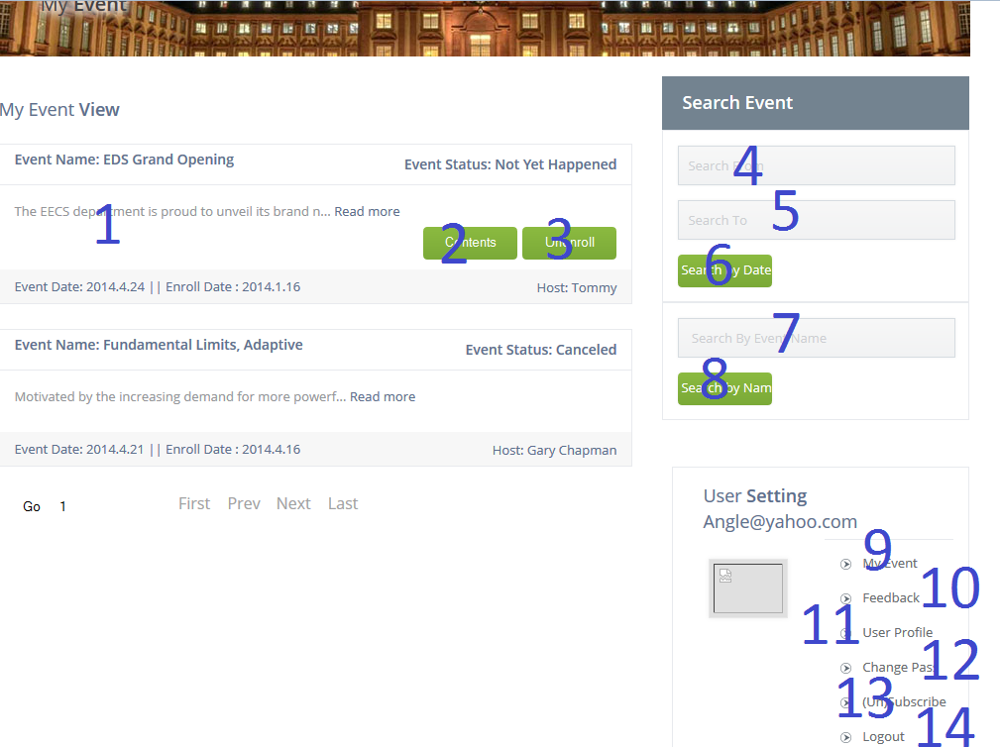 My Event
My Event View
Event Name: EDS Grand Opening
Event Status: Not Yet Happened
The EECS department is proud to unveil its brand n... Read more
1
Contents
2
Unenroll
3
Event Date: 2014.4.24 || Enroll Date : 2014.1.16
Host: Tommy
Event Name: Fundamental Limits, Adaptive
Event Status: Canceled
Motivated by the increasing demand for more powerf... Read more
Event Date: 2014.4.21 || Enroll Date : 2014.4.16
Host: Gary Chapman
Go 1
First Prev Next Last
Search Event
Search From
4
Search To
5
Search by Date
6
Search By Event Name
7
Search by Nam
8
User Setting
Angle@yahoo.com
My Event
9
Feedback
10
User Profile
11
Change Pas
12
(Un)Subscribe
13
Logout
14